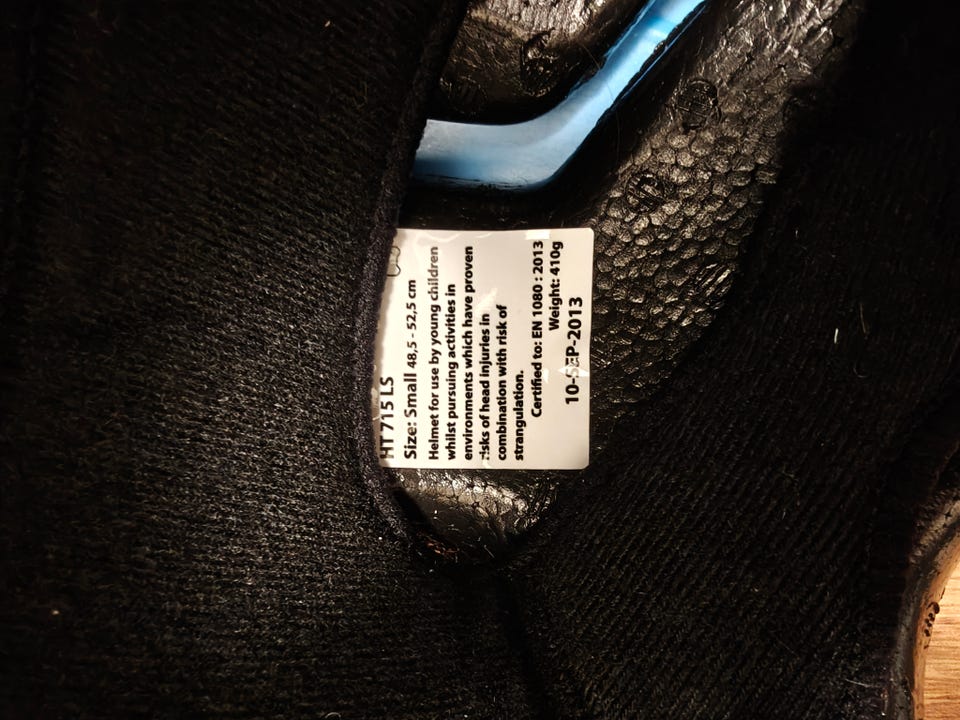 HT 715 LS
Size: Small 48,5 - 52,5 cm
Helmet for use by young children
whilst pursuing activities in
environments which have proven
risks of head injuries in
combination with risk of
strangulation.
Certified to: EN 1080 : 2013
Weight: 410g
10-SEP-2013